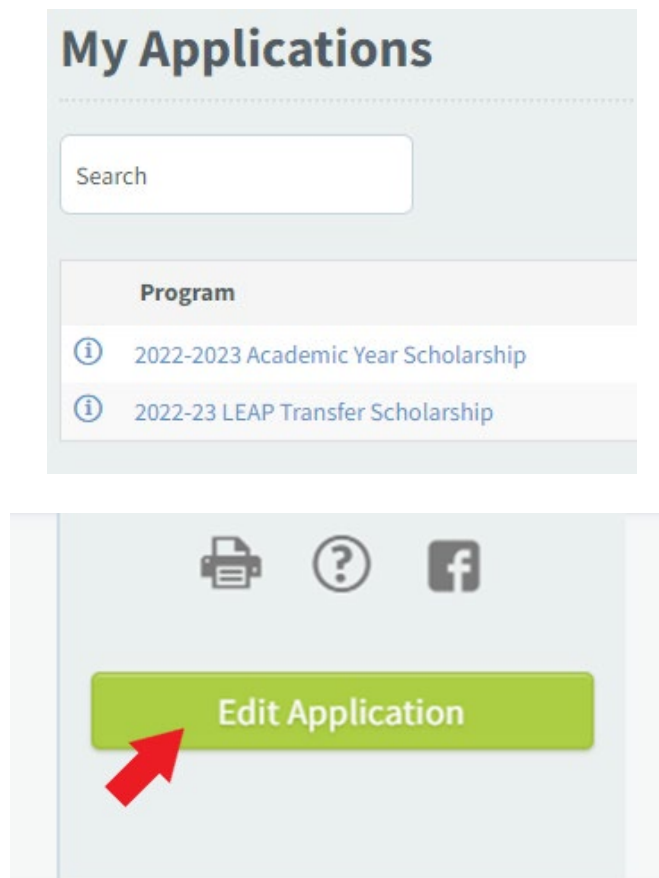 My Applications
Search
Program
2022-2023 Academic Year Scholarship
2022-23 LEAP Transfer Scholarship
Edit Application